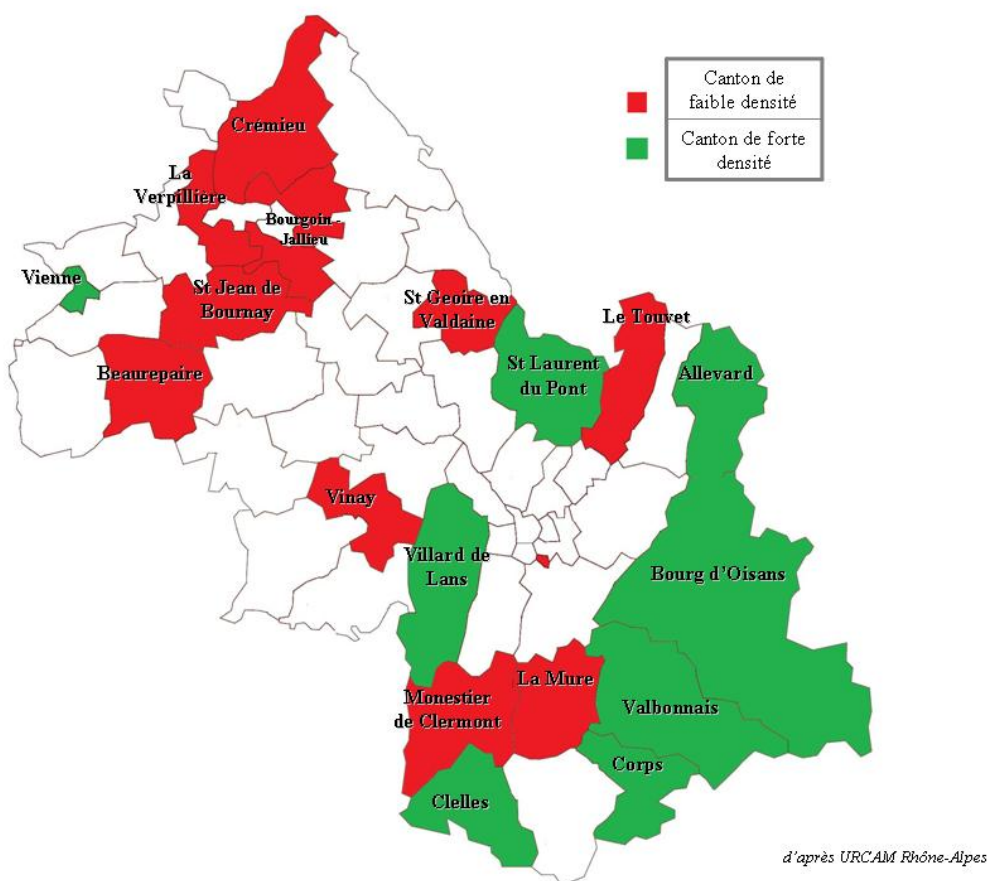 Canton de
faible densité
Canton de forte
densité
Crémieu
La
Verpillière
Bourgoin -
Jallieu
Vienne
St Jean de
Bournay
St Geoire en
Valdaine
Le Touvet
Beaurepaire
St Laurent
du Pont
Allevard
Vinay
Villard de
Lans
Bourg d'Oisans
La Mure
Monestier
de Clermont
Valbonnais
Corps
Clelles
d'après URCAM Rhône-Alpes